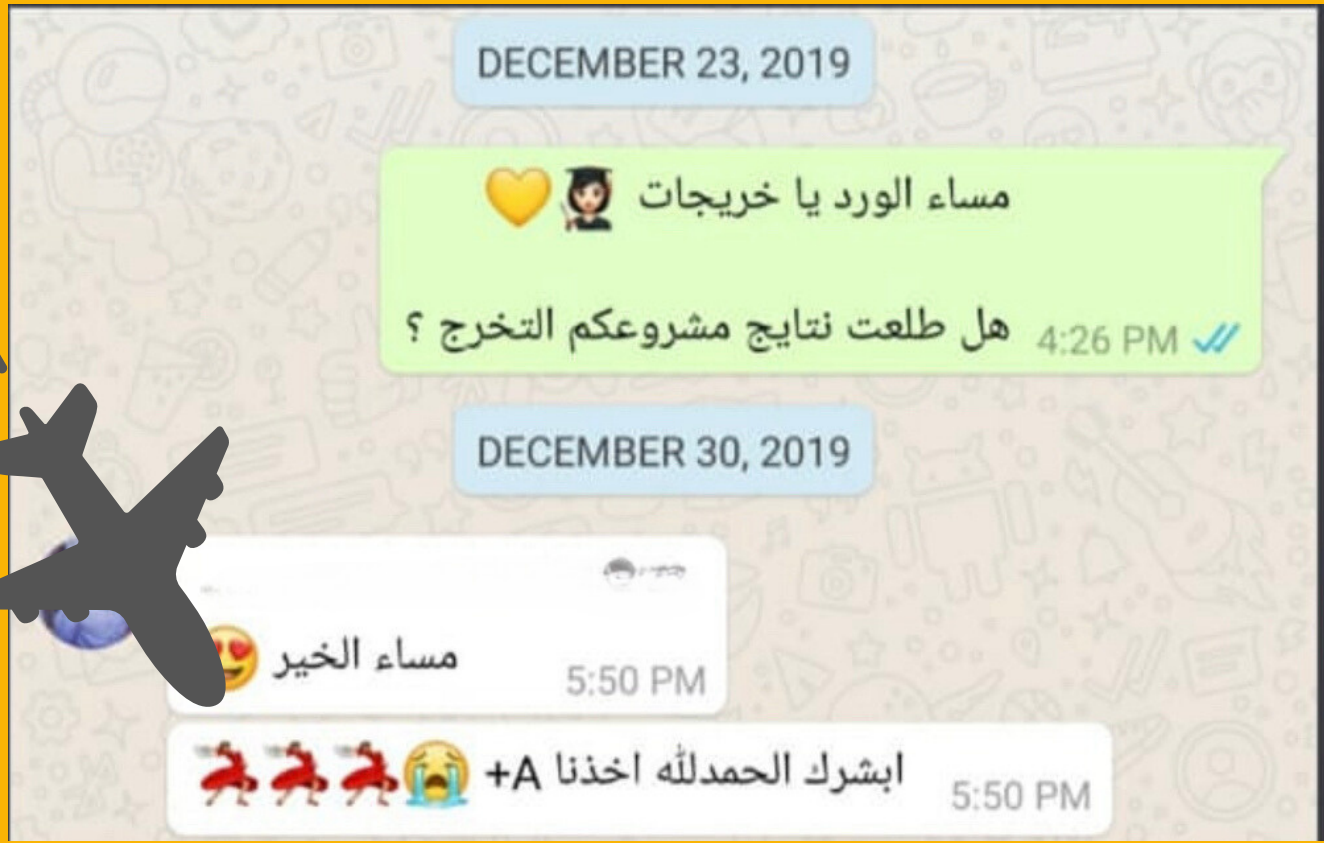 DECEMBER 23, 2019
مساء الورد يا خريجات 👩🏻‍🎓💛
هل طلعت نتايج مشروعكم التخرج ؟
4:26 PM
DECEMBER 30, 2019
مساء الخير 😍
5:50 PM
ابشرك الحمدلله اخذنا A+ 😭💃💃💃
5:50 PM